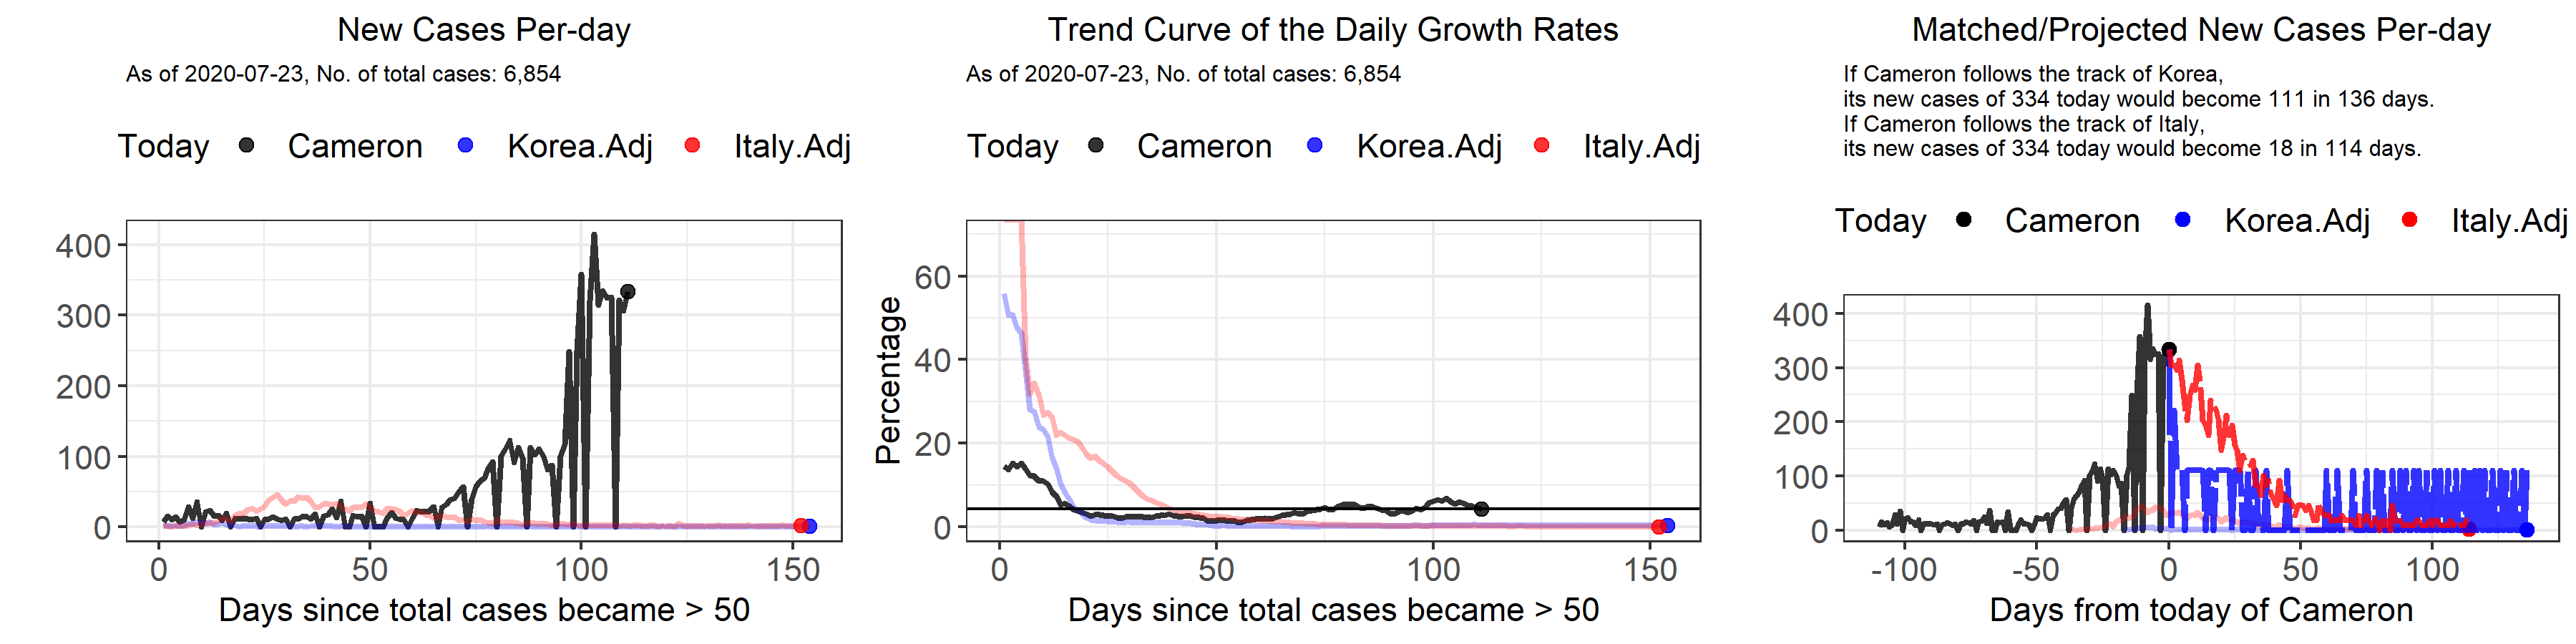 New Cases Per-day
As of 2020-07-23, No. of total cases: 6,854
Today Cameron Korea.Adj Italy.Adj
400
300
200
100
0
0 50 100 150
Days since total cases became > 50
Trend Curve of the Daily Growth Rates
As of 2020-07-23, No. of total cases: 6,854
Today Cameron Korea.Adj Italy.Adj
Percentage
60
40
20
0
0 50 100 150
Days since total cases became > 50
Matched/Projected New Cases Per-day
If Cameron follows the track of Korea,
its new cases of 334 today would become 111 in 136 days.
If Cameron follows the track of Italy,
its new cases of 334 today would become 18 in 114 days.
Today Cameron Korea.Adj Italy.Adj
400
300
200
100
0
-100 -50 0 50 100
Days from today of Cameron